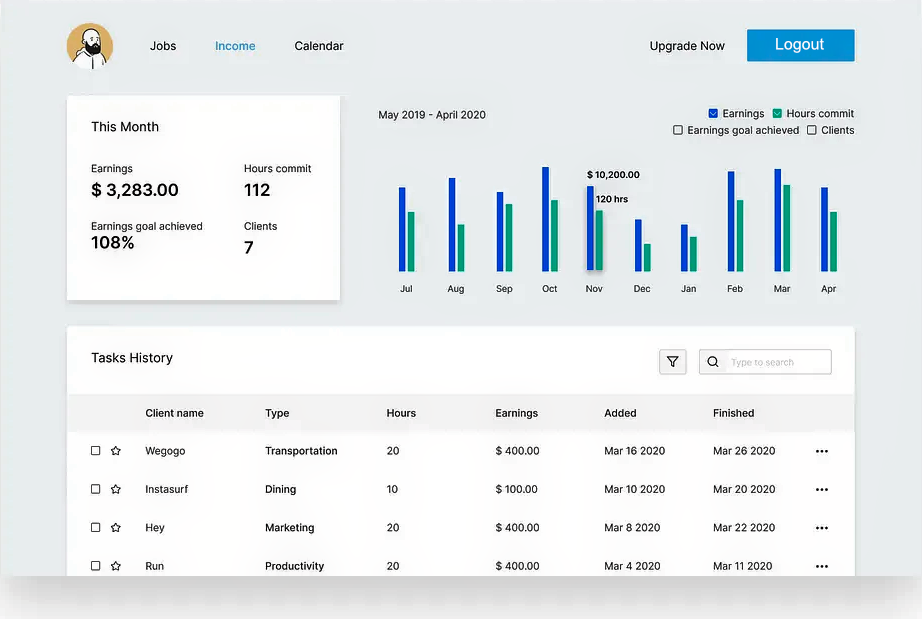 Jobs Income Calendar Upgrade Now Logout
This Month
Earnings Hours commit
$ 3,283.00 112
Earnings goal achieved Clients
108% 7
May 2019 - April 2020
Earnings Hours commit
Earnings goal achieved Clients
$ 10,200.00
120 hrs
Jul Aug Sep Oct Nov Dec Jan Feb Mar Apr
Tasks History
Type to search
Client name Type Hours Earnings Added Finished
Wegogo Transportation 20 $ 400.00 Mar 16 2020 Mar 26 2020
Instasurf Dining 10 $ 100.00 Mar 10 2020 Mar 20 2020
Hey Marketing 20 $ 400.00 Mar 8 2020 Mar 22 2020
Run Productivity 20 $ 400.00 Mar 4 2020 Mar 11 2020